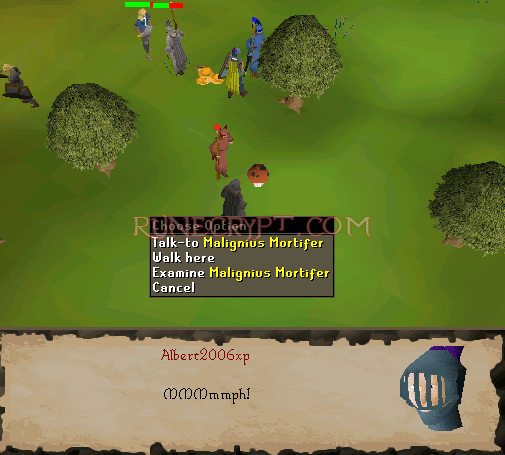 RUNECRYPT.COM
Choose Option
Talk-to Malignius Mortifer
Walk here
Examine Malignius Mortifer
Cancel
Albert2006xp
MMMmmph!